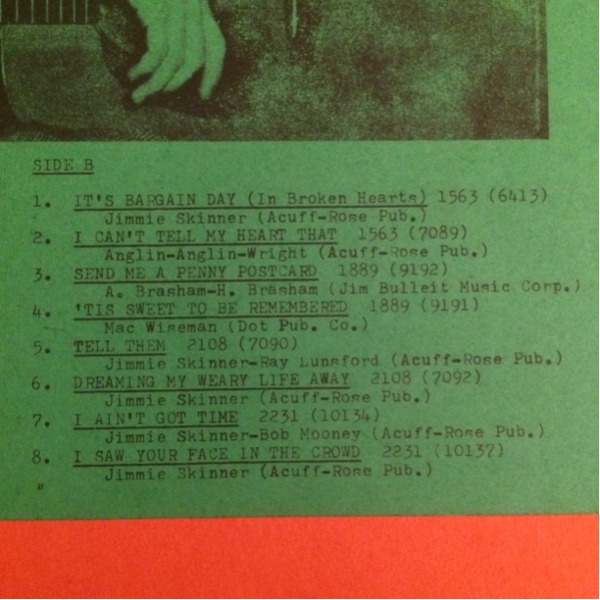 SIDE B
1. IT'S BARGAIN DAY (In Broken Hearts) 1563 (6413)
Jimmie Skinner (Acuff-Rose Pub.)
2. I CAN'T TELL MY HEART THAT 1563 (7089)
Anglin-Anglin-Wright (Acuff-Rose Pub.)
3. SEND ME A PENNY POSTCARD 1889 (9192)
A. Brasham-H. Brasham (Jim Bulleit Music Corp.)
4. 'TIS SWEET TO BE REMEMBERED 1889 (9191)
Mac Wiseman (Dot Pub. Co.)
5. TELL THEM 2108 (7090)
Jimmie Skinner-Ray Lunsford (Acuff-Rose Pub.)
6. DREAMING MY WEARY LIFE AWAY 2108 (7092)
Jimmie Skinner (Acuff-Rose Pub.)
7. I AIN'T GOT TIME 2231 (10134)
Jimmie Skinner-Bob Mooney (Acuff-Rose Pub.)
8. I SAW YOUR FACE IN THE CROWD 2231 (10137)
Jimmie Skinner (Acuff-Rose Pub.)